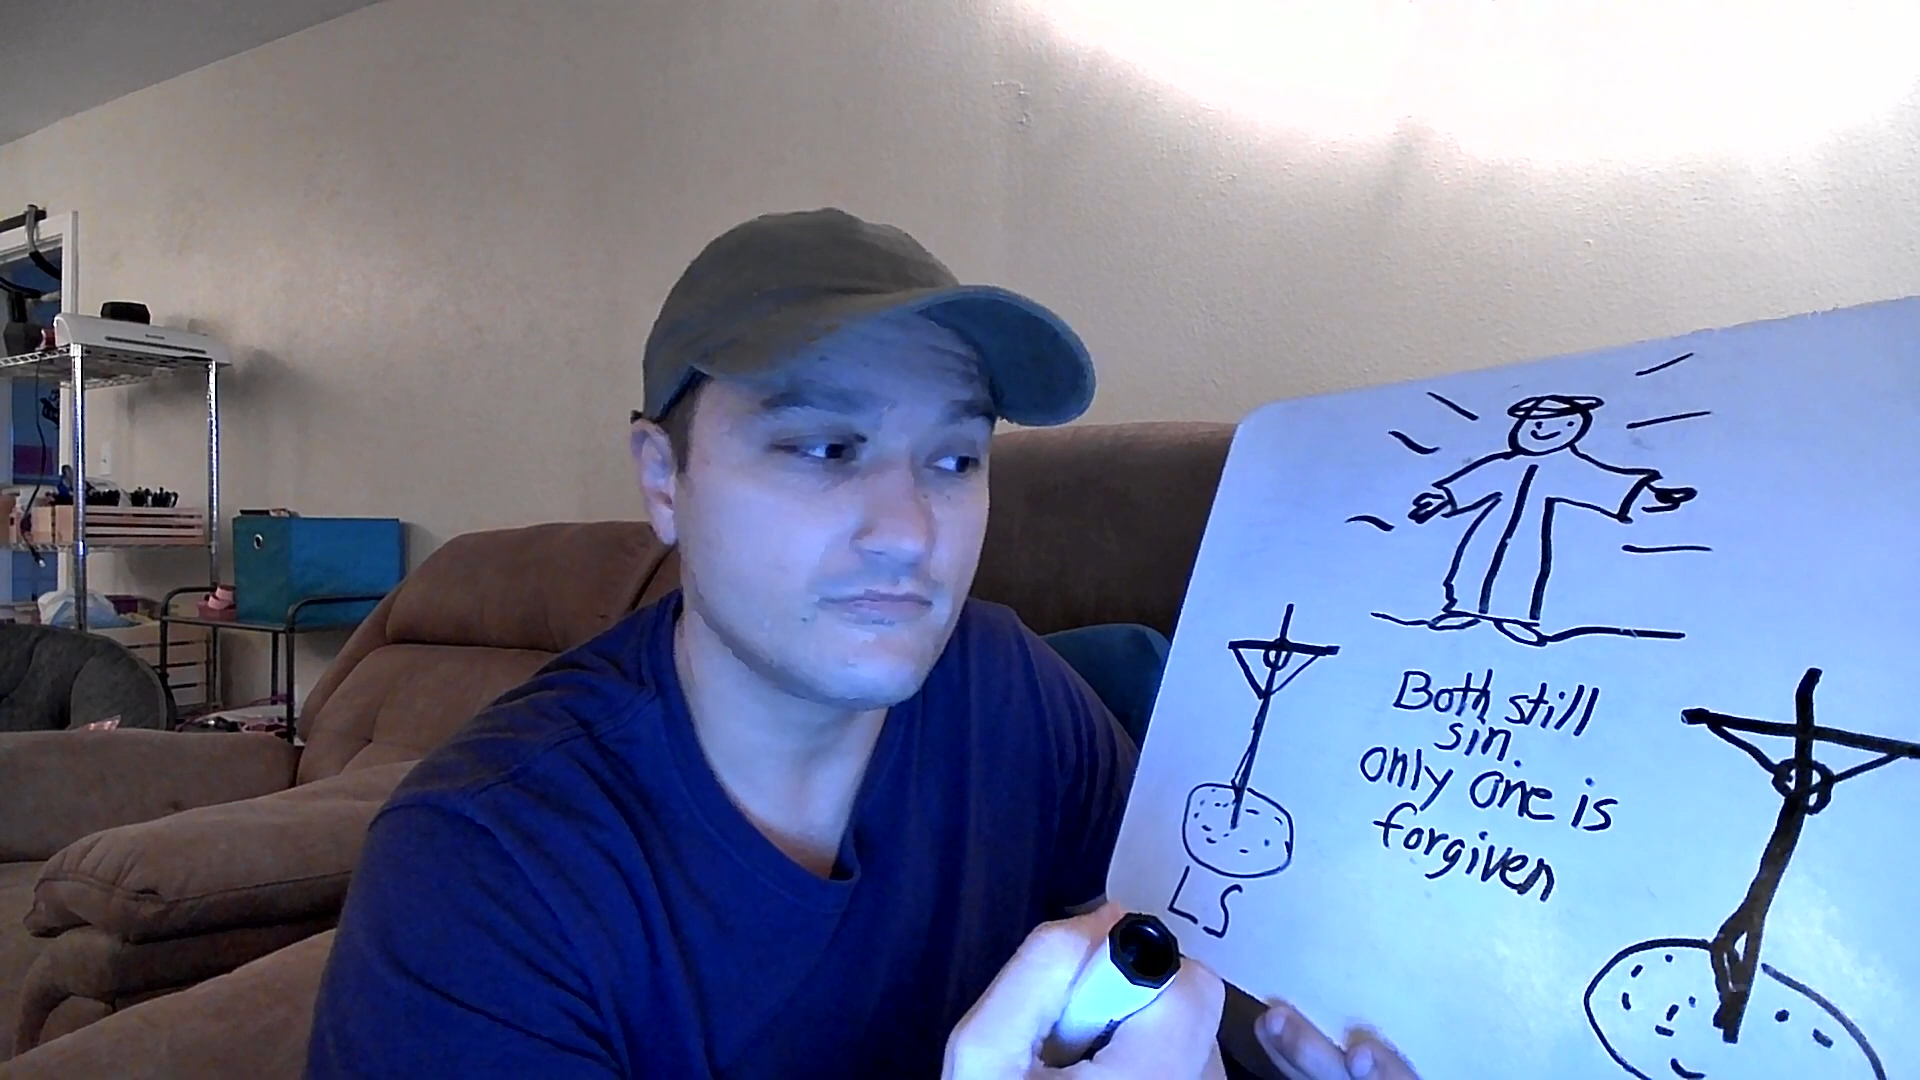 Both still
sin.
only one is
forgiven
LS